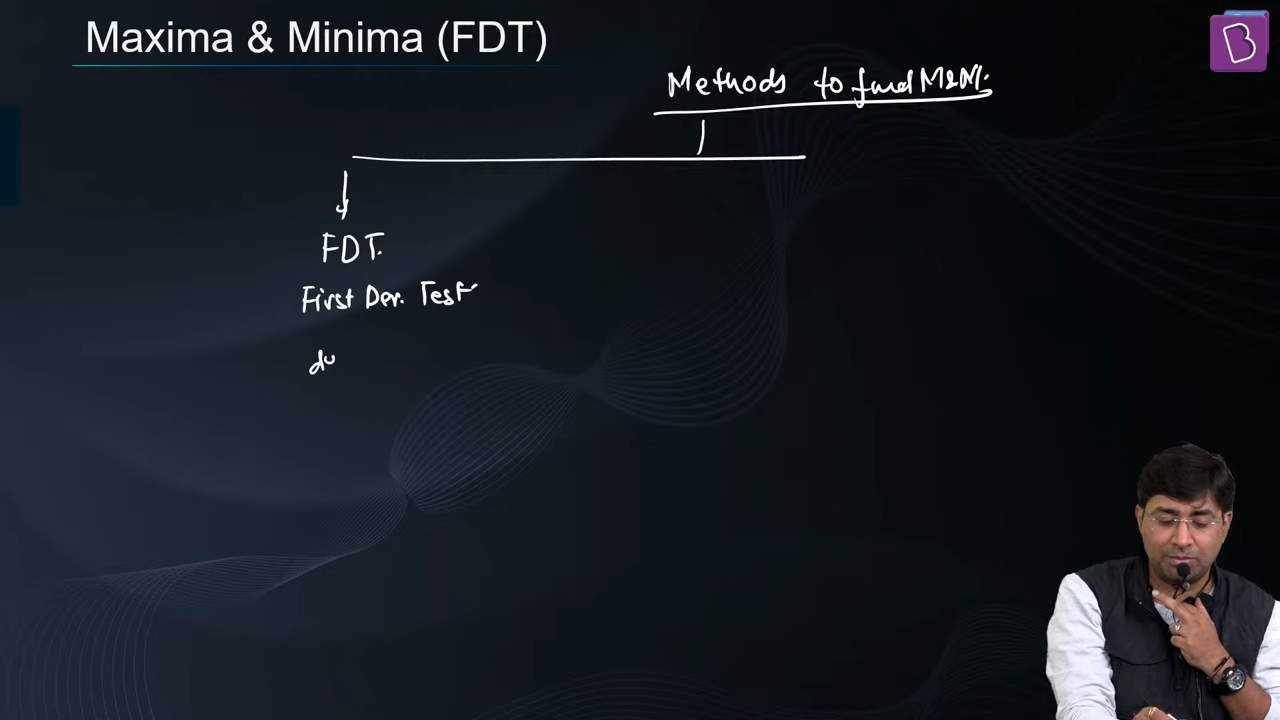 Maxima & Minima (FDT)
Methods to find M&M.
FDT.
First Der. Test